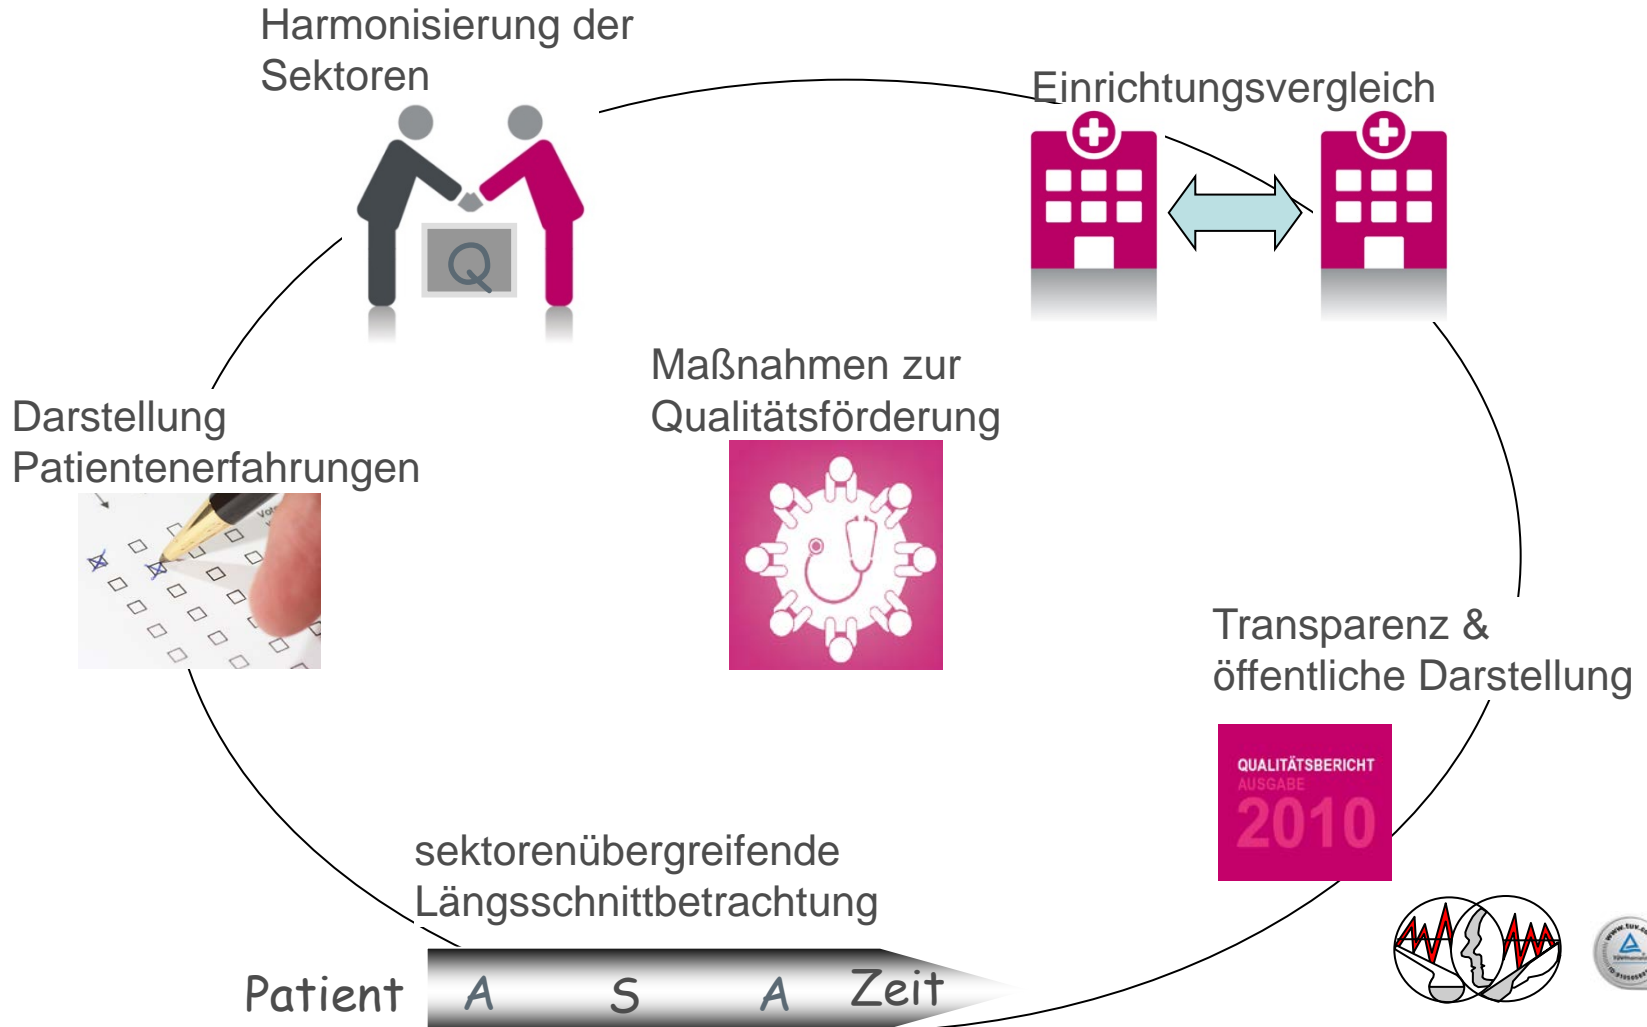 Harmonisierung der
Sektoren
Einrichtungsvergleich
Q
Maßnahmen zur
Qualitätsförderung
Darstellung
Patientenerfahrungen
Transparenz &
öffentliche Darstellung
QUALITÄTSBERICHT
AUSGABE
2010
sektorenübergreifende
Längsschnittbetrachtung
Patient A S A Zeit